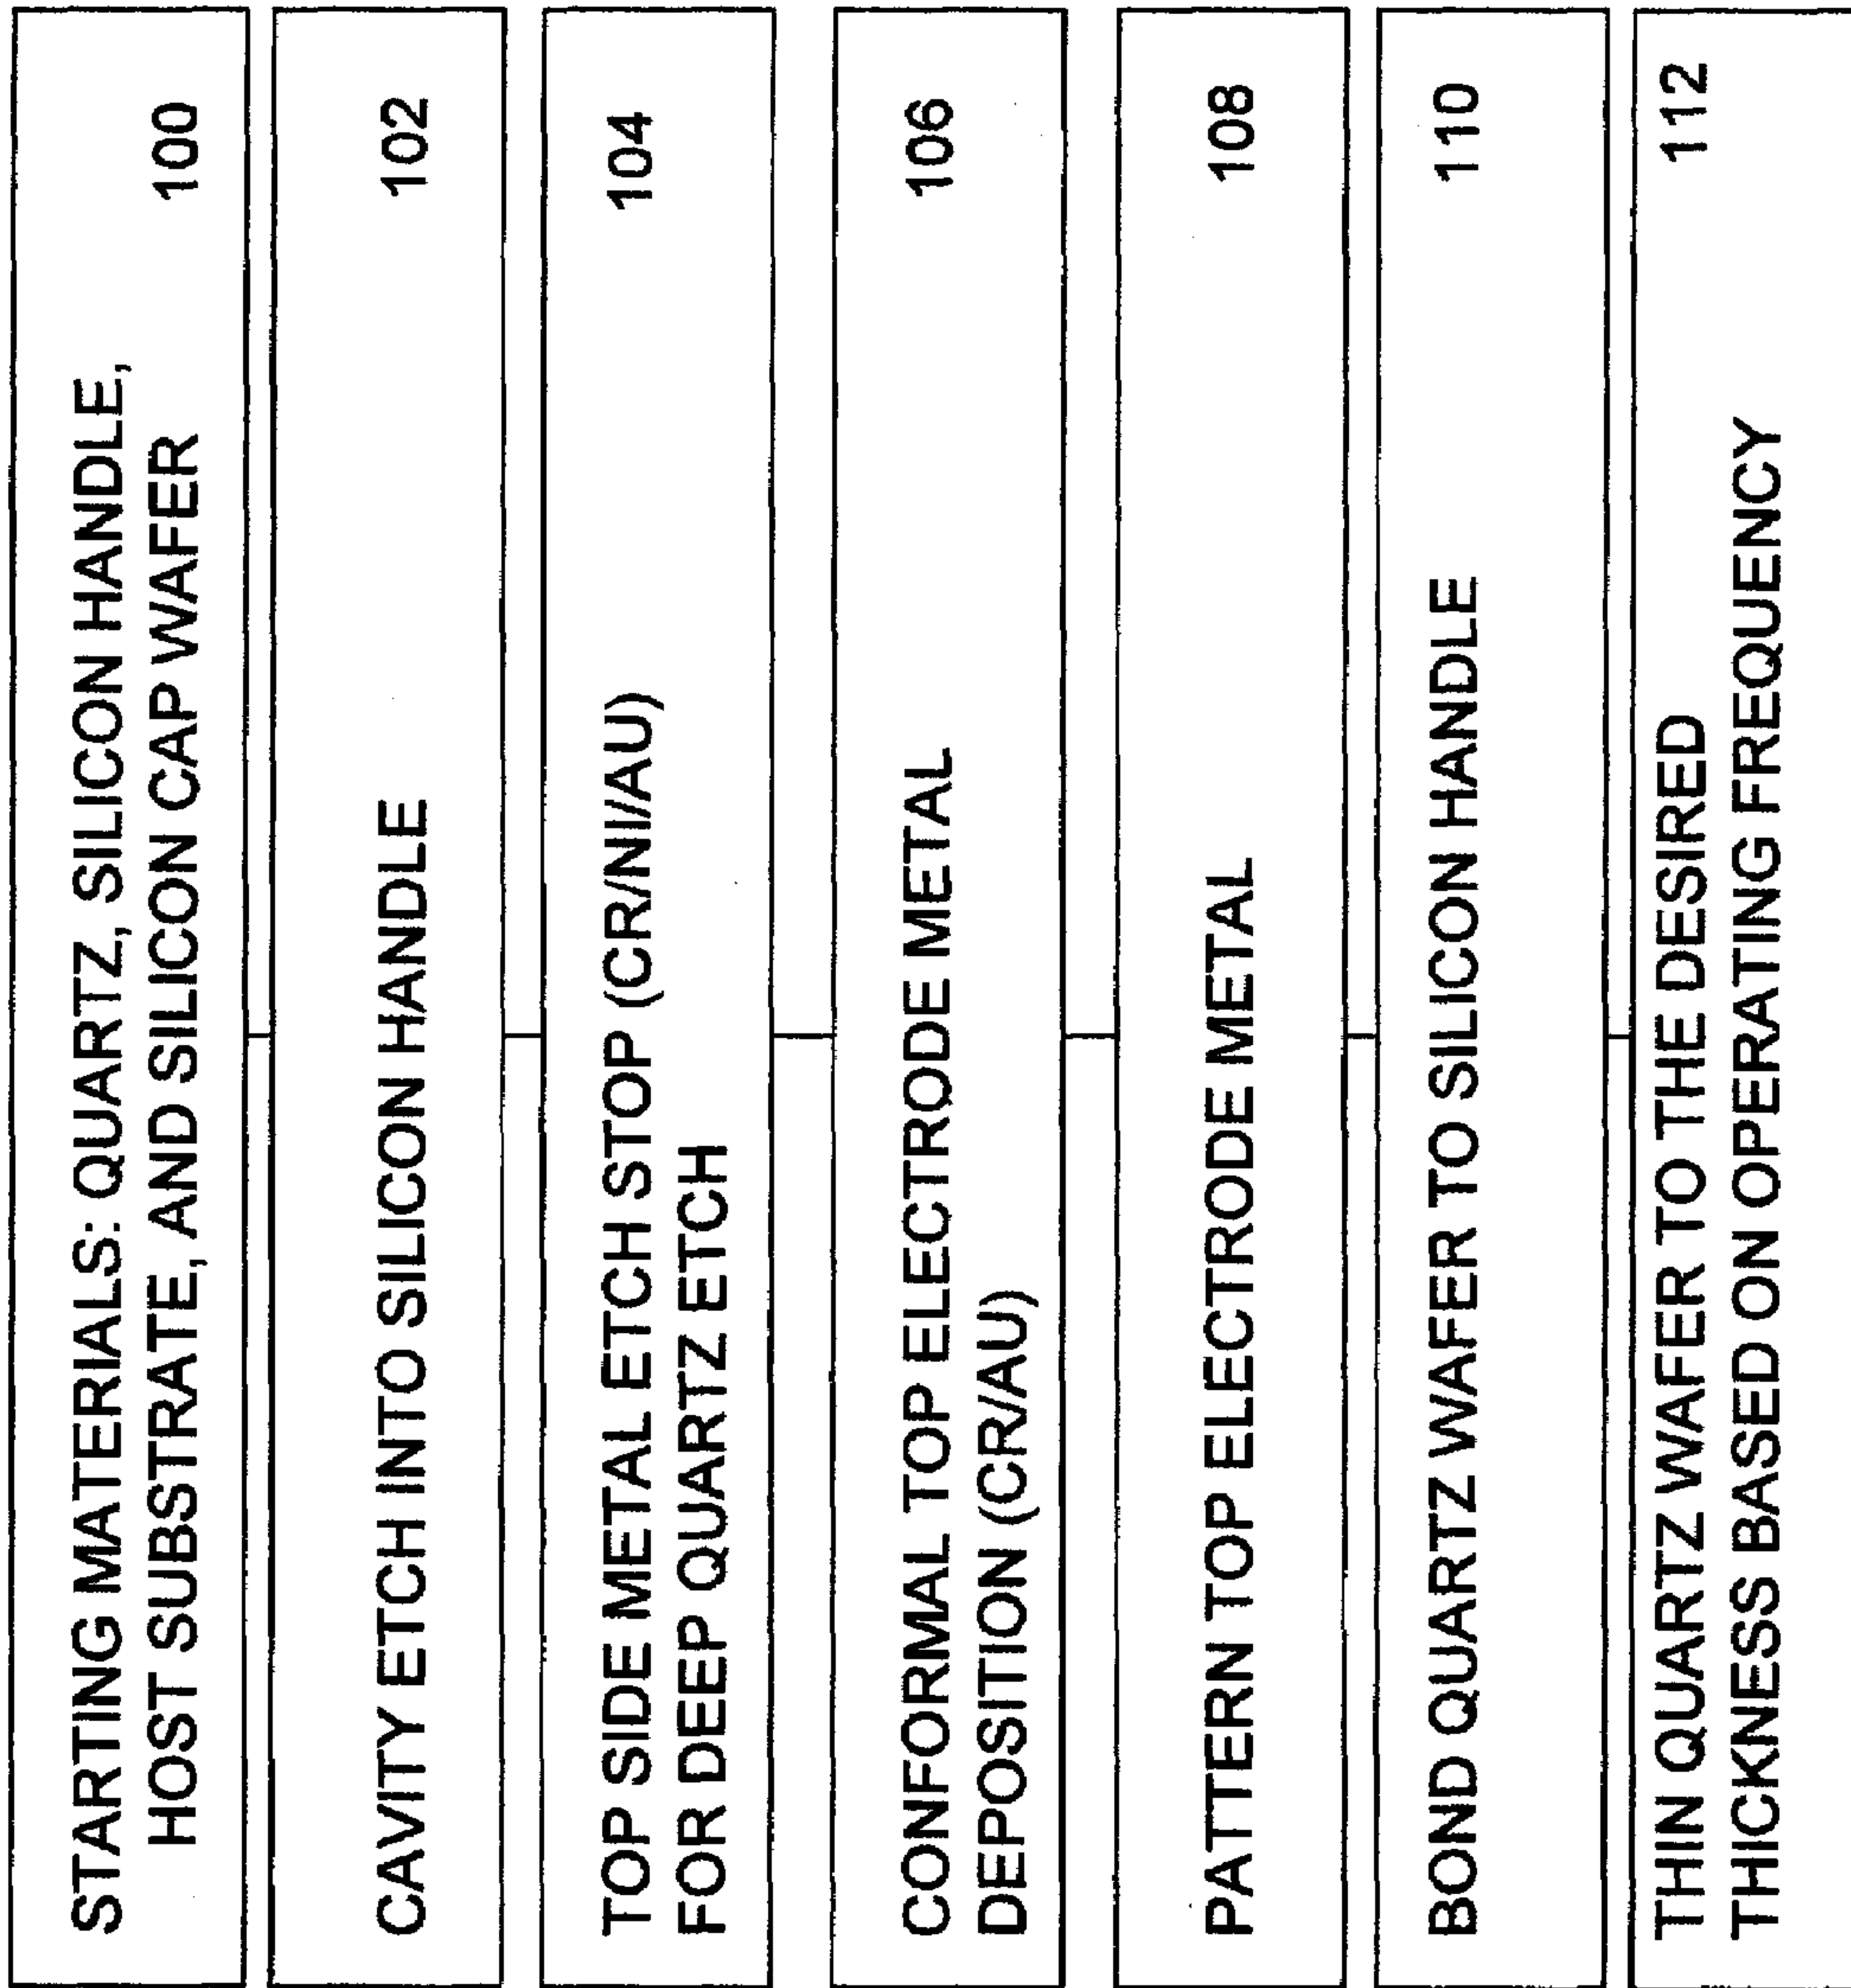 STARTING MATERIALS: QUARTZ, SILICON HANDLE,
HOST SUBSTRATE, AND SILICON CAP WAFER
100
CAVITY ETCH INTO SILICON HANDLE
102
TOP SIDE METAL ETCH STOP (CR/NI/AU)
FOR DEEP QUARTZ ETCH
104
CONFORMAL TOP ELECTRODE METAL
DEPOSITION (CR/AU)
106
PATTERN TOP ELECTRODE METAL
108
BOND QUARTZ WAFER TO SILICON HANDLE
110
THIN QUARTZ WAFER TO THE DESIRED
THICKNESS BASED ON OPERATING FREQUENCY
112